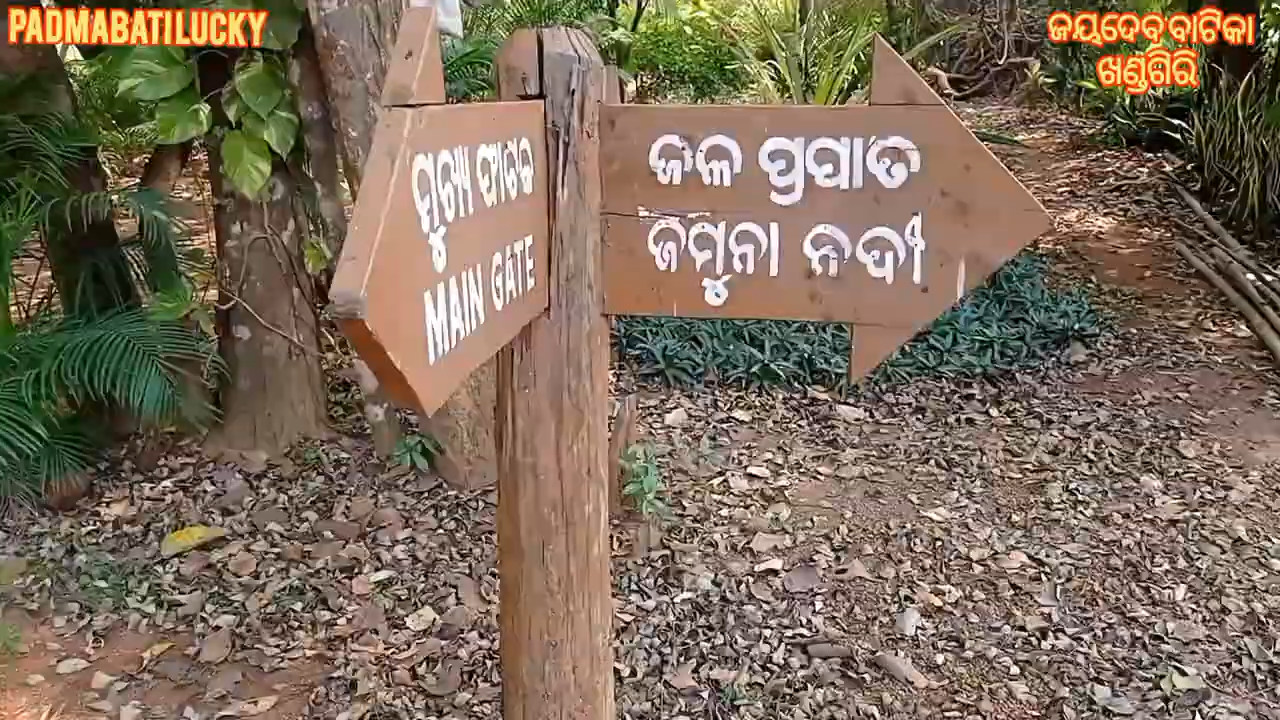 PADMABATILUCKY
ଜୟଦେବ ବାଟିକା
ଖଣ୍ଡଗିରି
ମୁଖ୍ୟ ଫାଟକ
MAIN GATE
ଜଳ ପ୍ରପାତ
ଜମୁନା ନଦୀ